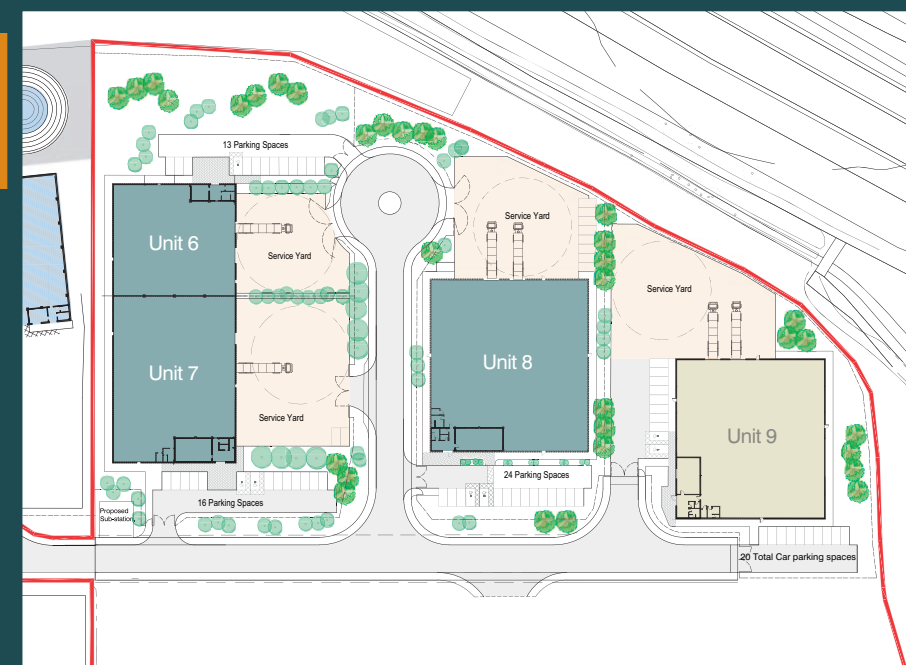 13 Parking Spaces
Unit 6
Service Yard
Service Yard
Service Yard
Unit 7
Unit 8
Service Yard
Unit 9
24 Parking Spaces
16 Parking Spaces
Proposed
Sub-station
20 Total Car parking spaces